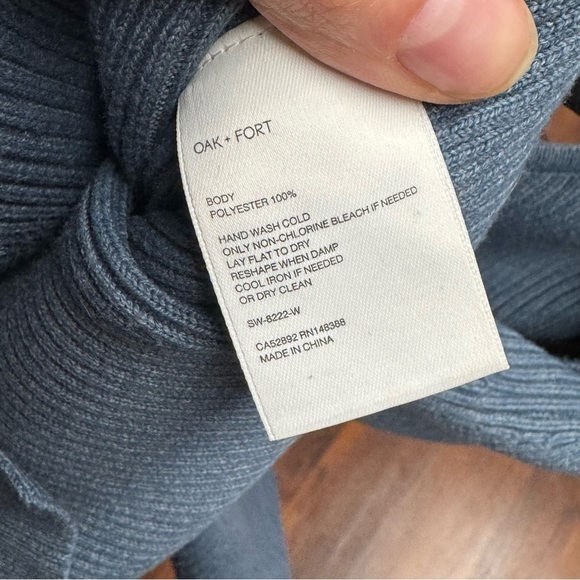 OAK + FORT
BODY
POLYESTER 100%
HAND WASH COLD
ONLY NON-CHLORINE BLEACH IF NEEDED
LAY FLAT TO DRY
RESHAPE WHEN DAMP
COOL IRON IF NEEDED
OR DRY CLEAN
SW-8222-W
CA52892 RN148388
MADE IN CHINA